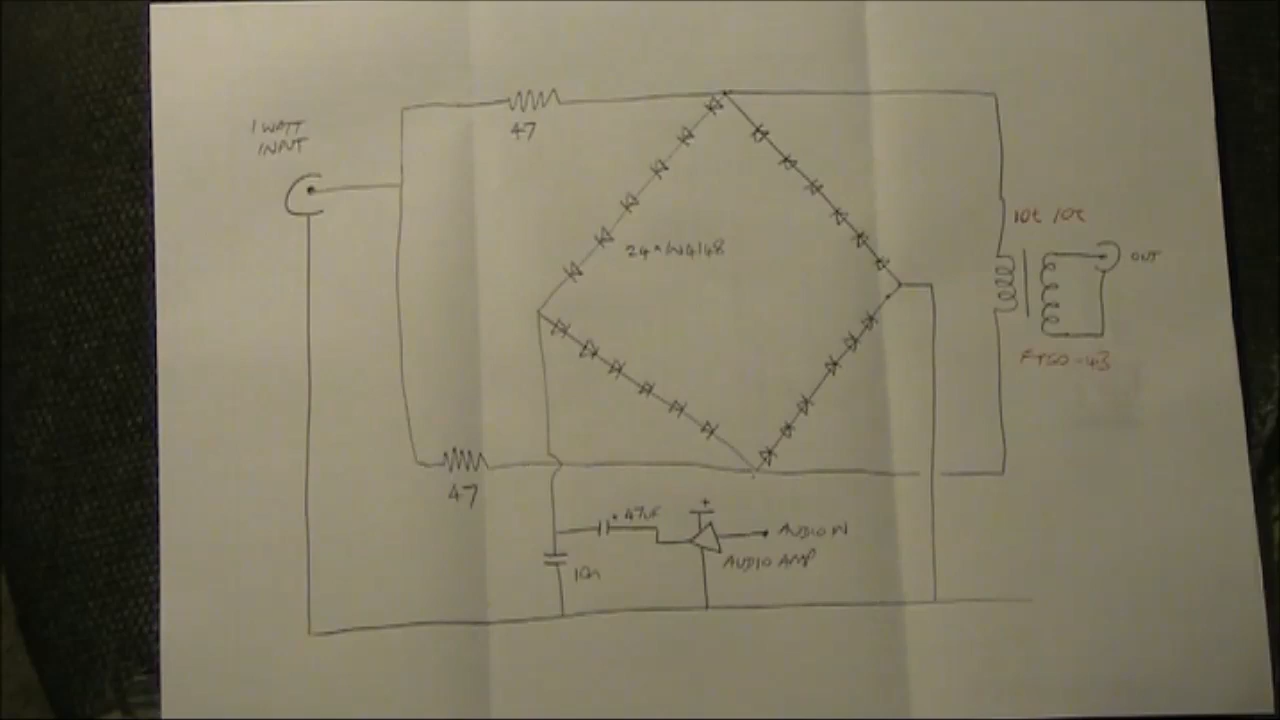 1 WATT
INPUT
47
24 × 1N4148
10t 10t
OUT
FT50-43
47
.47uF
+
AUDIO IN
AUDIO AMP
10n